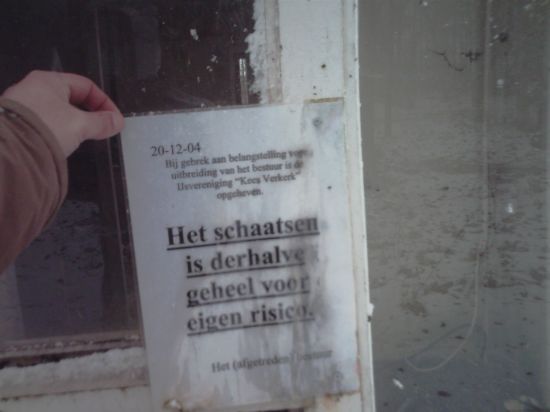 20-12-04
Bij gebrek aan belangstelling voor
uitbreiding van het bestuur is de
IJsvereniging "Kees Verkerk"
opgeheven.
Het schaatsen
is derhalve
geheel voor
eigen risico.
Het (afgetreden) bestuur